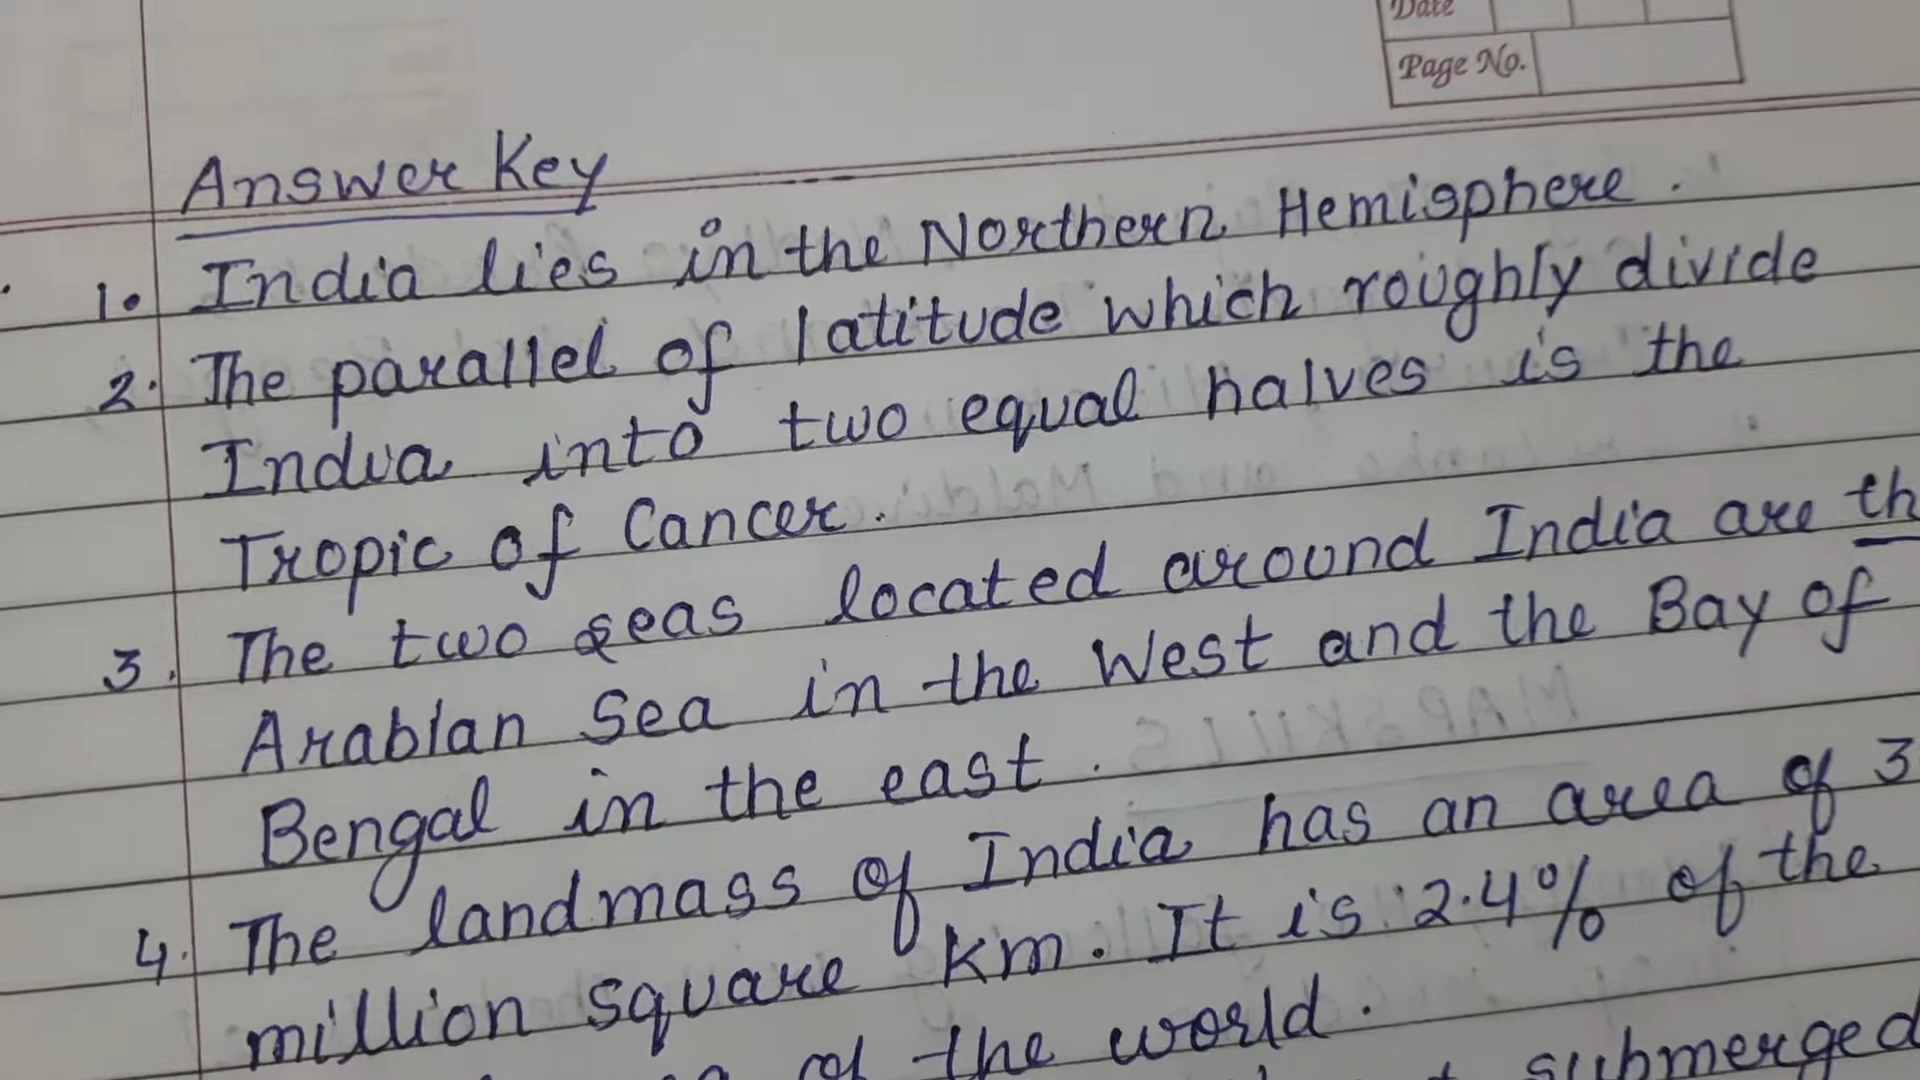 Date
Page No.
Answer Key
1. India lies in the Northern Hemisphere.
2. The parallel of latitude which roughly divide
India into two equal halves is the
Tropic of Cancer.
3. The two seas located around India are th
Arabian Sea in the West and the Bay of
Bengal in the east.
4. The landmass of India has an area of 3
million square km. It is 2.4% of the
of the world.
submerged